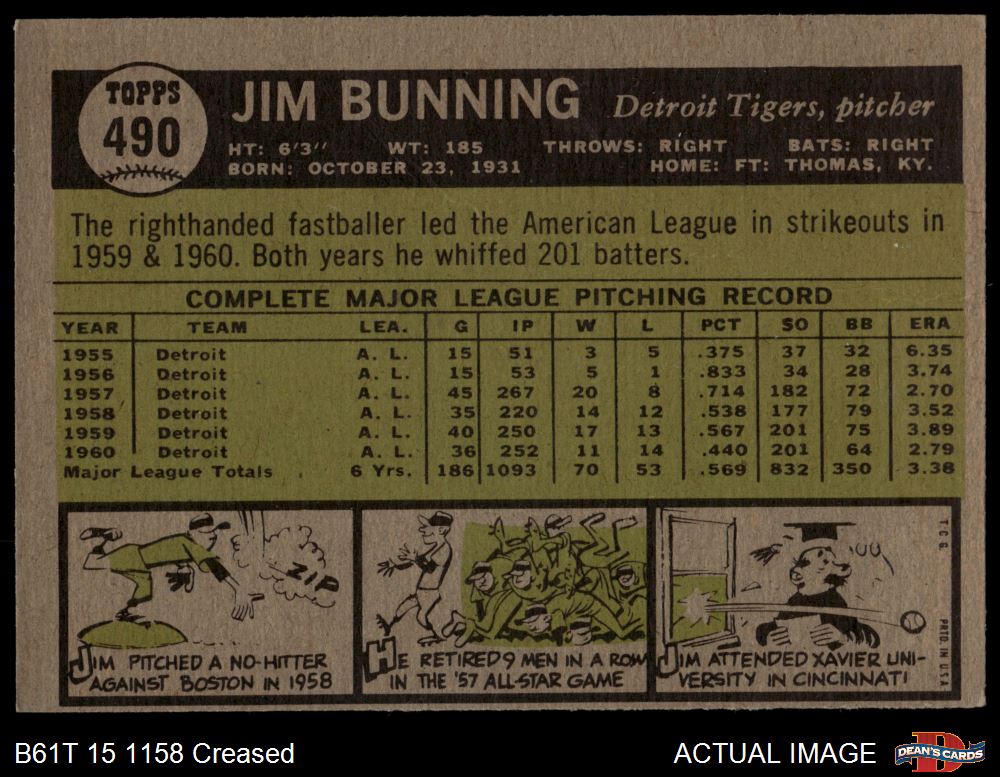 TOPPS
490
JIM BUNNING Detroit Tigers, pitcher
HT: 6'3" WT: 185 THROWS: RIGHT BATS: RIGHT
BORN: OCTOBER 23, 1931 HOME: FT: THOMAS, KY.
The righthanded fastballer led the American League in strikeouts in
1959 & 1960. Both years he whiffed 201 batters.
COMPLETE MAJOR LEAGUE PITCHING RECORD
YEAR TEAM LEA. G IP W L PCT SO BB ERA
1955 Detroit A. L. 15 51 3 5 .375 37 32 6.35
1956 Detroit A. L. 15 53 5 1 .833 34 28 3.74
1957 Detroit A. L. 45 267 20 8 .714 182 72 2.70
1958 Detroit A. L. 35 220 14 12 .538 177 79 3.52
1959 Detroit A. L. 40 250 17 13 .567 201 75 3.89
1960 Detroit A. L. 36 252 11 14 .440 201 64 2.79
Major League Totals 6 Yrs. 186 1093 70 53 .569 832 350 3.38
ZIP
JIM PITCHED A NO-HITTER
AGAINST BOSTON IN 1958
HE RETIRED 9 MEN IN A ROW
IN THE '57 ALL-STAR GAME
JIM ATTENDED XAVIER UNI-
VERSITY IN CINCINNATI
T.C.G. PRTD. IN U.S.A.
B61T 15 1158 Creased
ACTUAL IMAGE
DEAN'S CARDS